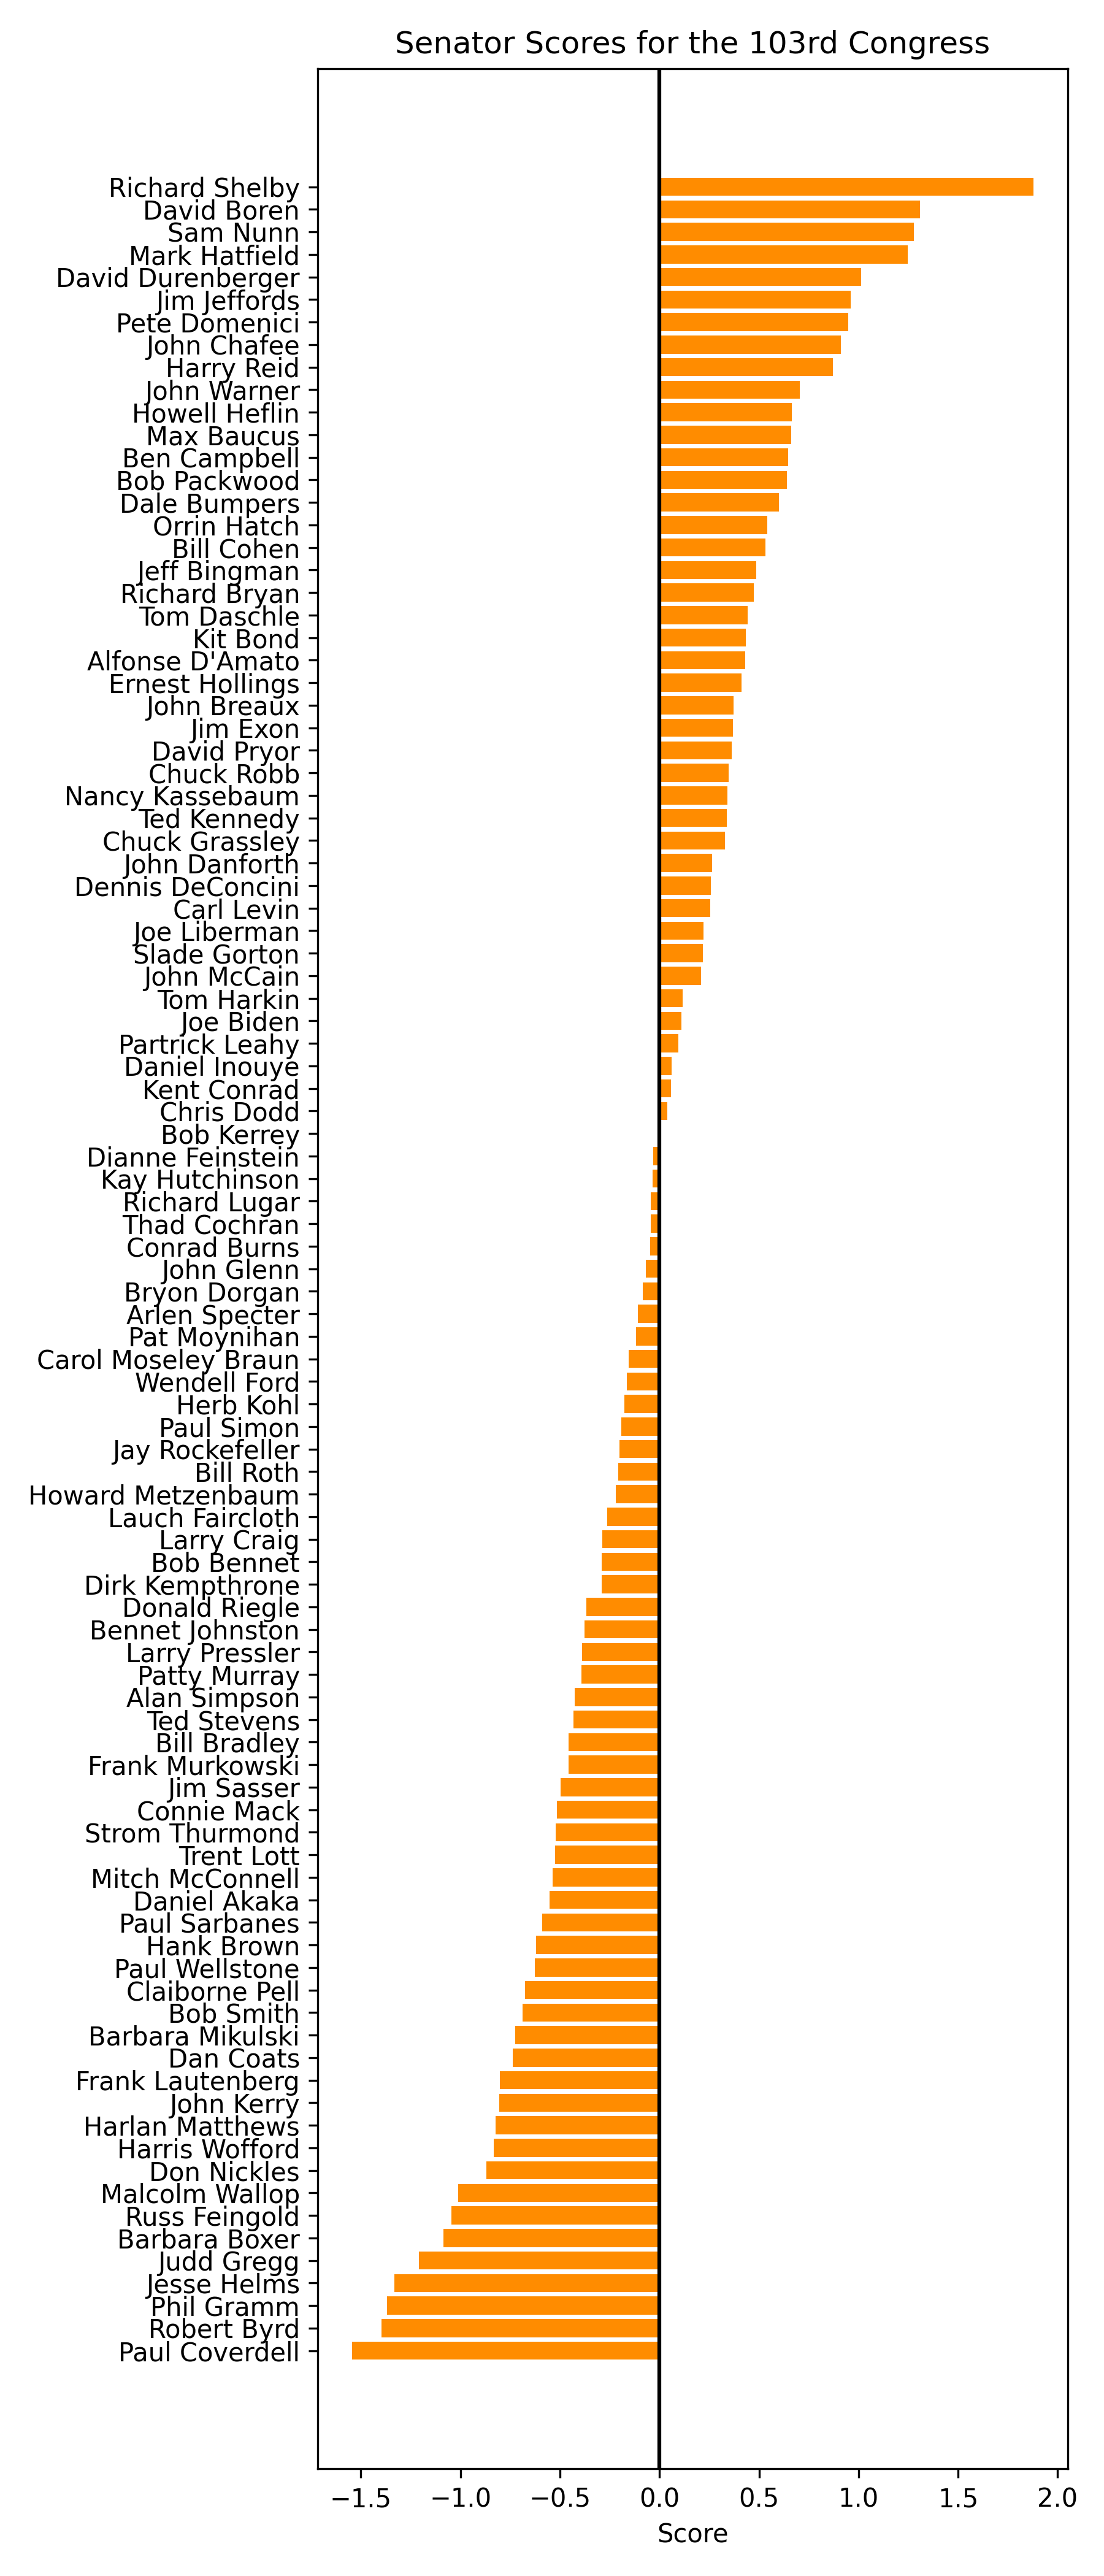 Senator Scores for the 103rd Congress
Richard Shelby
David Boren
Sam Nunn
Mark Hatfield
David Durenberger
Jim Jeffords
Pete Domenici
John Chafee
Harry Reid
John Warner
Howell Heflin
Max Baucus
Ben Campbell
Bob Packwood
Dale Bumpers
Orrin Hatch
Bill Cohen
Jeff Bingman
Richard Bryan
Tom Daschle
Kit Bond
Alfonse D'Amato
Ernest Hollings
John Breaux
Jim Exon
David Pryor
Chuck Robb
Nancy Kassebaum
Ted Kennedy
Chuck Grassley
John Danforth
Dennis DeConcini
Carl Levin
Joe Liberman
Slade Gorton
John McCain
Tom Harkin
Joe Biden
Partrick Leahy
Daniel Inouye
Kent Conrad
Chris Dodd
Bob Kerrey
Dianne Feinstein
Kay Hutchinson
Richard Lugar
Thad Cochran
Conrad Burns
John Glenn
Bryon Dorgan
Arlen Specter
Pat Moynihan
Carol Moseley Braun
Wendell Ford
Herb Kohl
Paul Simon
Jay Rockefeller
Bill Roth
Howard Metzenbaum
Lauch Faircloth
Larry Craig
Bob Bennet
Dirk Kempthrone
Donald Riegle
Bennet Johnston
Larry Pressler
Patty Murray
Alan Simpson
Ted Stevens
Bill Bradley
Frank Murkowski
Jim Sasser
Connie Mack
Strom Thurmond
Trent Lott
Mitch McConnell
Daniel Akaka
Paul Sarbanes
Hank Brown
Paul Wellstone
Claiborne Pell
Bob Smith
Barbara Mikulski
Dan Coats
Frank Lautenberg
John Kerry
Harlan Matthews
Harris Wofford
Don Nickles
Malcolm Wallop
Russ Feingold
Barbara Boxer
Judd Gregg
Jesse Helms
Phil Gramm
Robert Byrd
Paul Coverdell
−1.5 −1.0 −0.5 0.0 0.5 1.0 1.5 2.0
Score